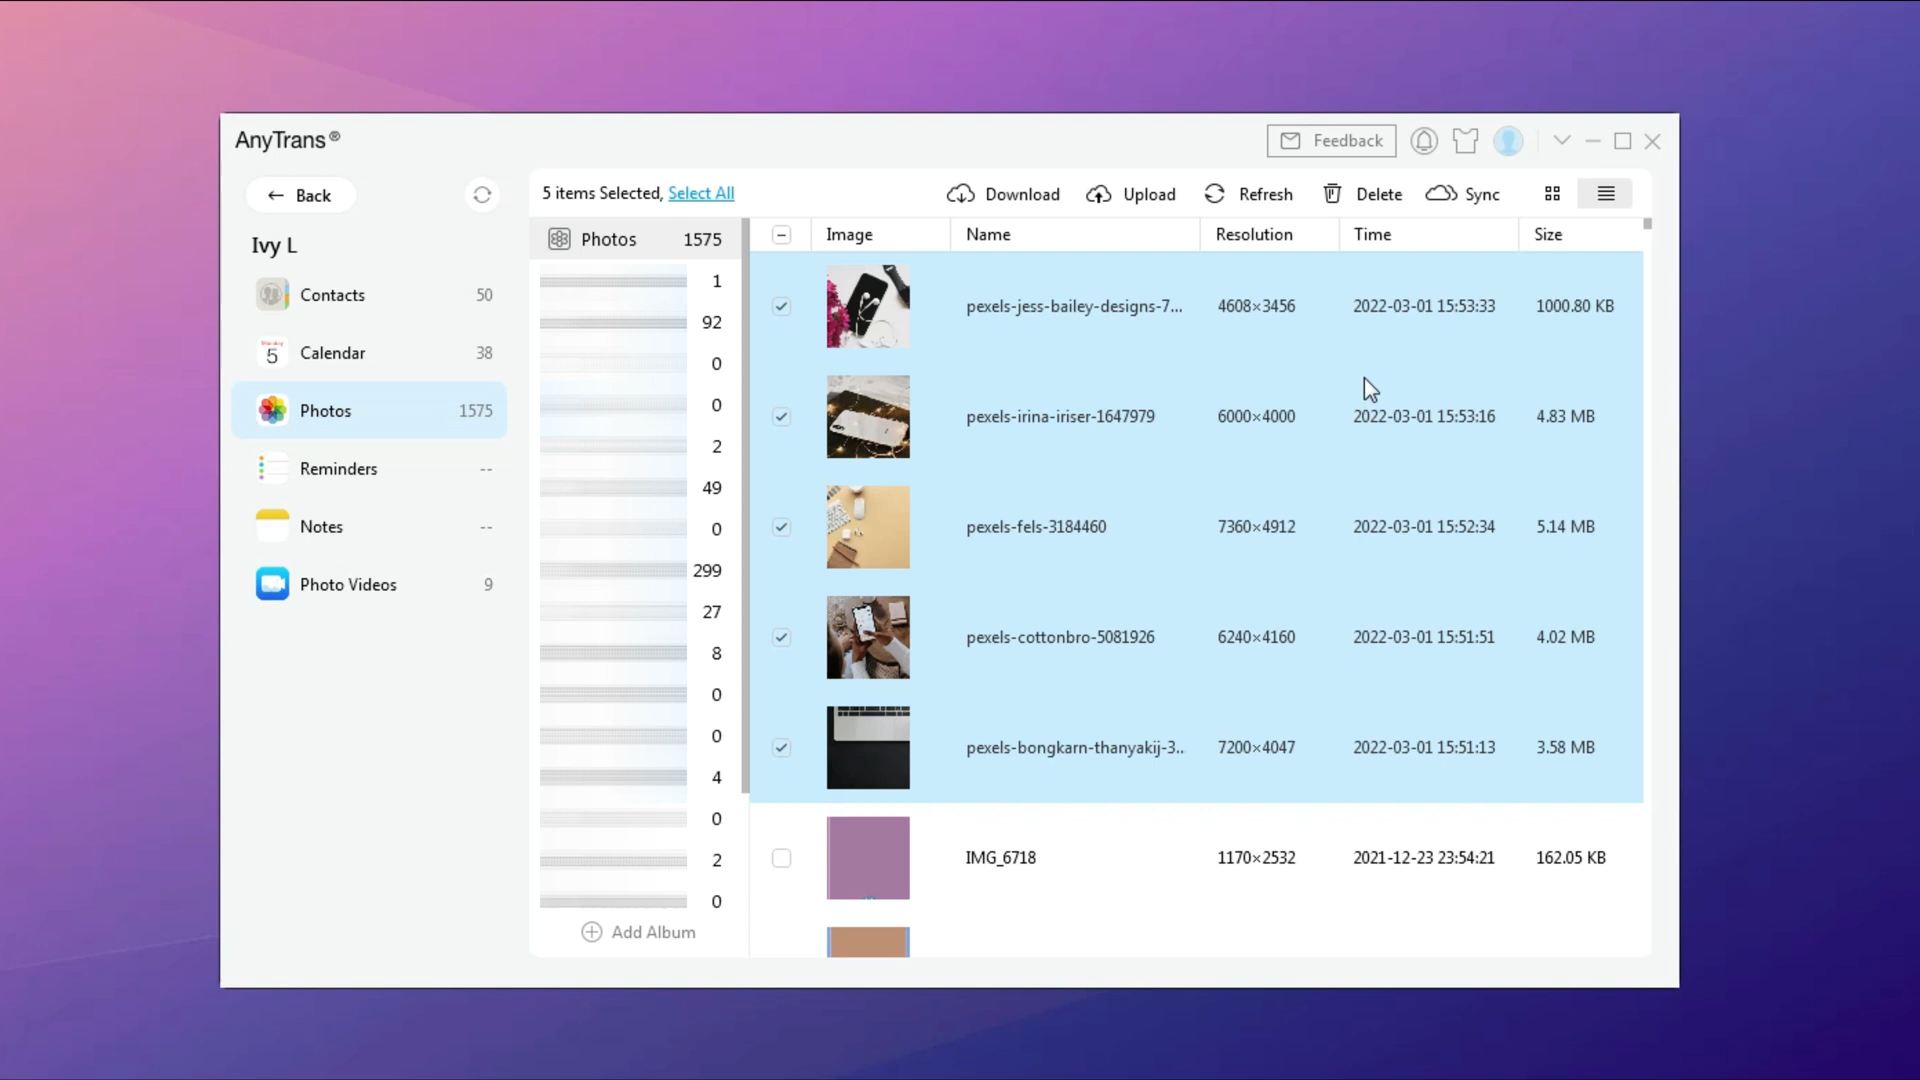 AnyTrans®
Feedback
← Back
5 items Selected, Select All
Download
Upload
Refresh
Delete
Sync
Ivy L
Contacts 50
Monday
5
Calendar 38
Photos 1575
Reminders --
Notes --
Photo Videos 9
Photos 1575
1
92
0
0
2
49
0
299
27
8
0
0
4
0
2
0
Add Album
Image Name Resolution Time Size
pexels-jess-bailey-designs-7... 4608×3456 2022-03-01 15:53:33 1000.80 KB
pexels-irina-iriser-1647979 6000×4000 2022-03-01 15:53:16 4.83 MB
pexels-fels-3184460 7360×4912 2022-03-01 15:52:34 5.14 MB
pexels-cottonbro-5081926 6240×4160 2022-03-01 15:51:51 4.02 MB
pexels-bongkarn-thanyakij-3... 7200×4047 2022-03-01 15:51:13 3.58 MB
IMG_6718 1170×2532 2021-12-23 23:54:21 162.05 KB